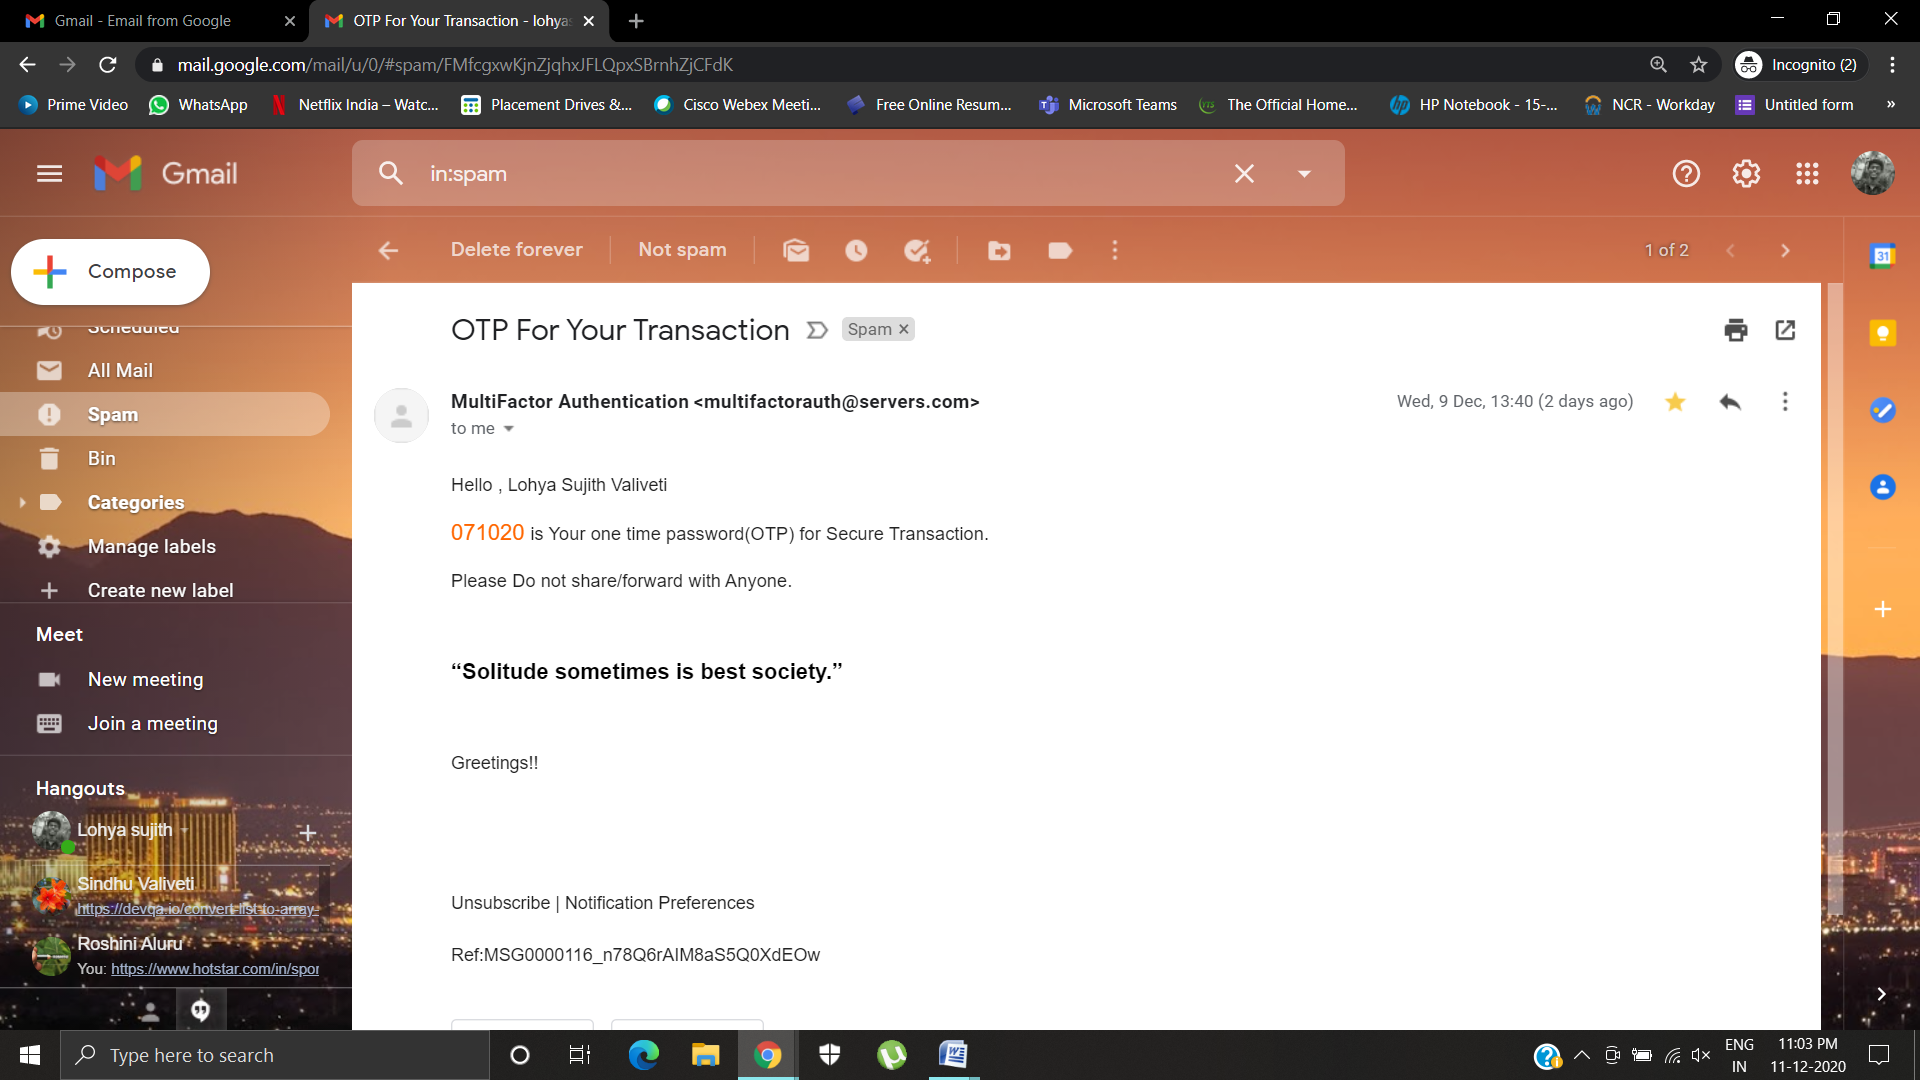 Gmail - Email from Google
OTP For Your Transaction - lohyas
mail.google.com/mail/u/0/#spam/FMfcgxwKjnZjqhxJFLQpxSBrnhZjCFdK
Incognito (2)
Prime Video
WhatsApp
Netflix India – Watc...
Placement Drives &...
Cisco Webex Meeti...
Free Online Resum...
Microsoft Teams
The Official Home...
HP Notebook - 15-...
NCR - Workday
Untitled form
»
Gmail
in:spam
Compose
Delete forever
Not spam
1 of 2
Scheduled
All Mail
Spam
Bin
Categories
Manage labels
Create new label
Meet
New meeting
Join a meeting
Hangouts
Lohya sujith
Sindhu Valiveti
https://devqa.io/convert-list-to-array-
Roshini Aluru
You: https://www.hotstar.com/in/spor
OTP For Your Transaction
Spam ×
MultiFactor Authentication <multifactorauth@servers.com>
Wed, 9 Dec, 13:40 (2 days ago)
to me
Hello , Lohya Sujith Valiveti
071020 is Your one time password(OTP) for Secure Transaction.
Please Do not share/forward with Anyone.
“Solitude sometimes is best society.”
Greetings!!
Unsubscribe | Notification Preferences
Ref:MSG0000116_n78Q6rAIM8aS5Q0XdEOw
31
Type here to search
ENG
IN
11:03 PM
11-12-2020